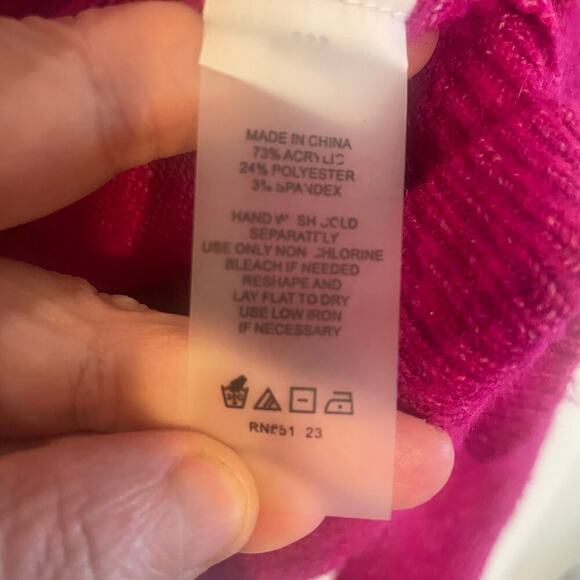 MADE IN CHINA
73% ACRYLIC
24% POLYESTER
3% SPANDEX
HAND WASH COLD
SEPARATELY
USE ONLY NON-CHLORINE
BLEACH IF NEEDED
RESHAPE AND
LAY FLAT TO DRY
USE LOW IRON
IF NECESSARY
23